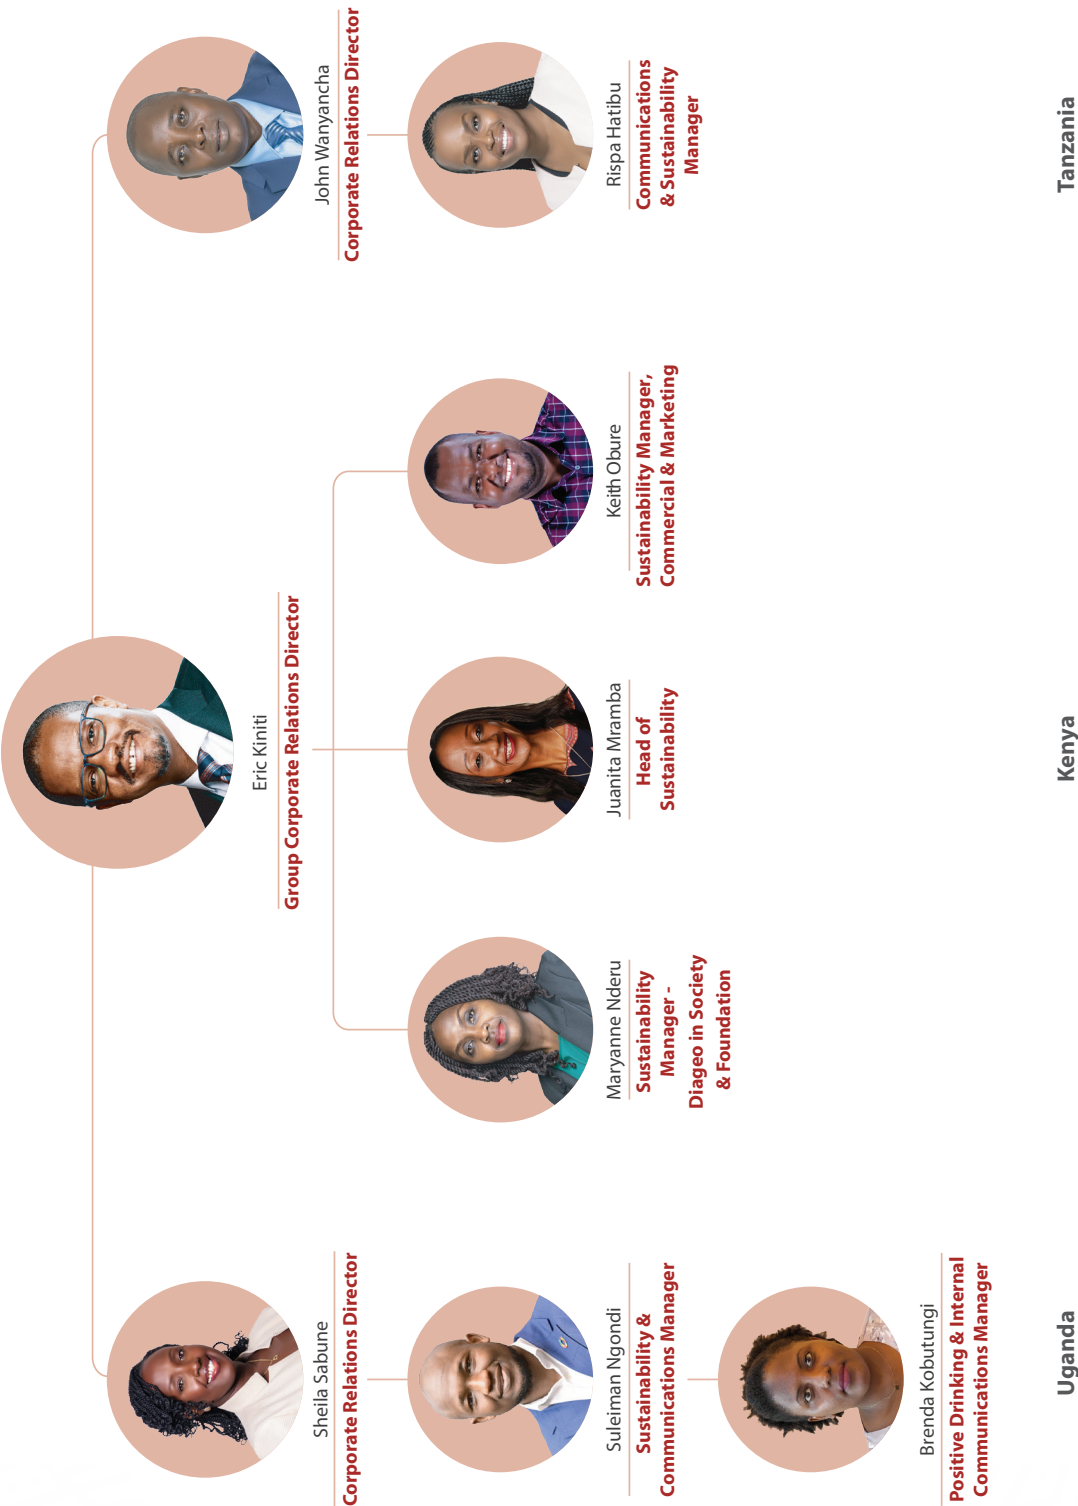 Eric Kiniti
Group Corporate Relations Director
Sheila Sabune
Corporate Relations Director
Suleiman Ngondi
Sustainability &
Communications Manager
Brenda Kobutungi
Positive Drinking & Internal
Communications Manager
Uganda
Maryanne Nderu
Sustainability
Manager -
Diageo in Society
& Foundation
Juanita Mramba
Head of
Sustainability
Keith Obure
Sustainability Manager,
Commercial & Marketing
Kenya
John Wanyancha
Corporate Relations Director
Rispa Hatibu
Communications
& Sustainability
Manager
Tanzania